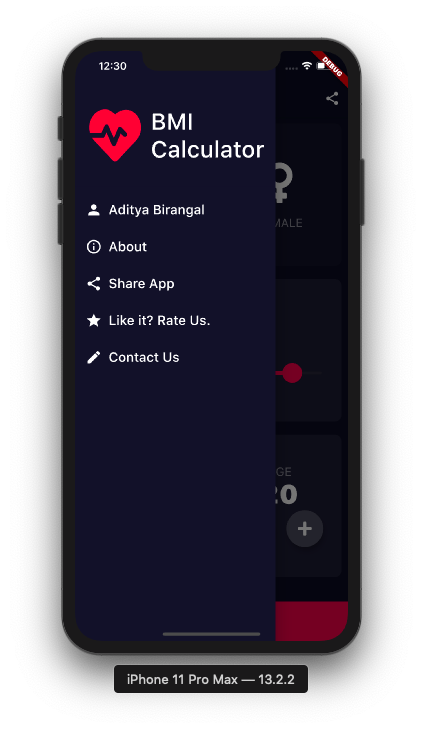 12:30
DEBUG
BMI
Calculator
MALE
Aditya Birangal
About
Share App
Like it? Rate Us.
Contact Us
GE
20
iPhone 11 Pro Max — 13.2.2